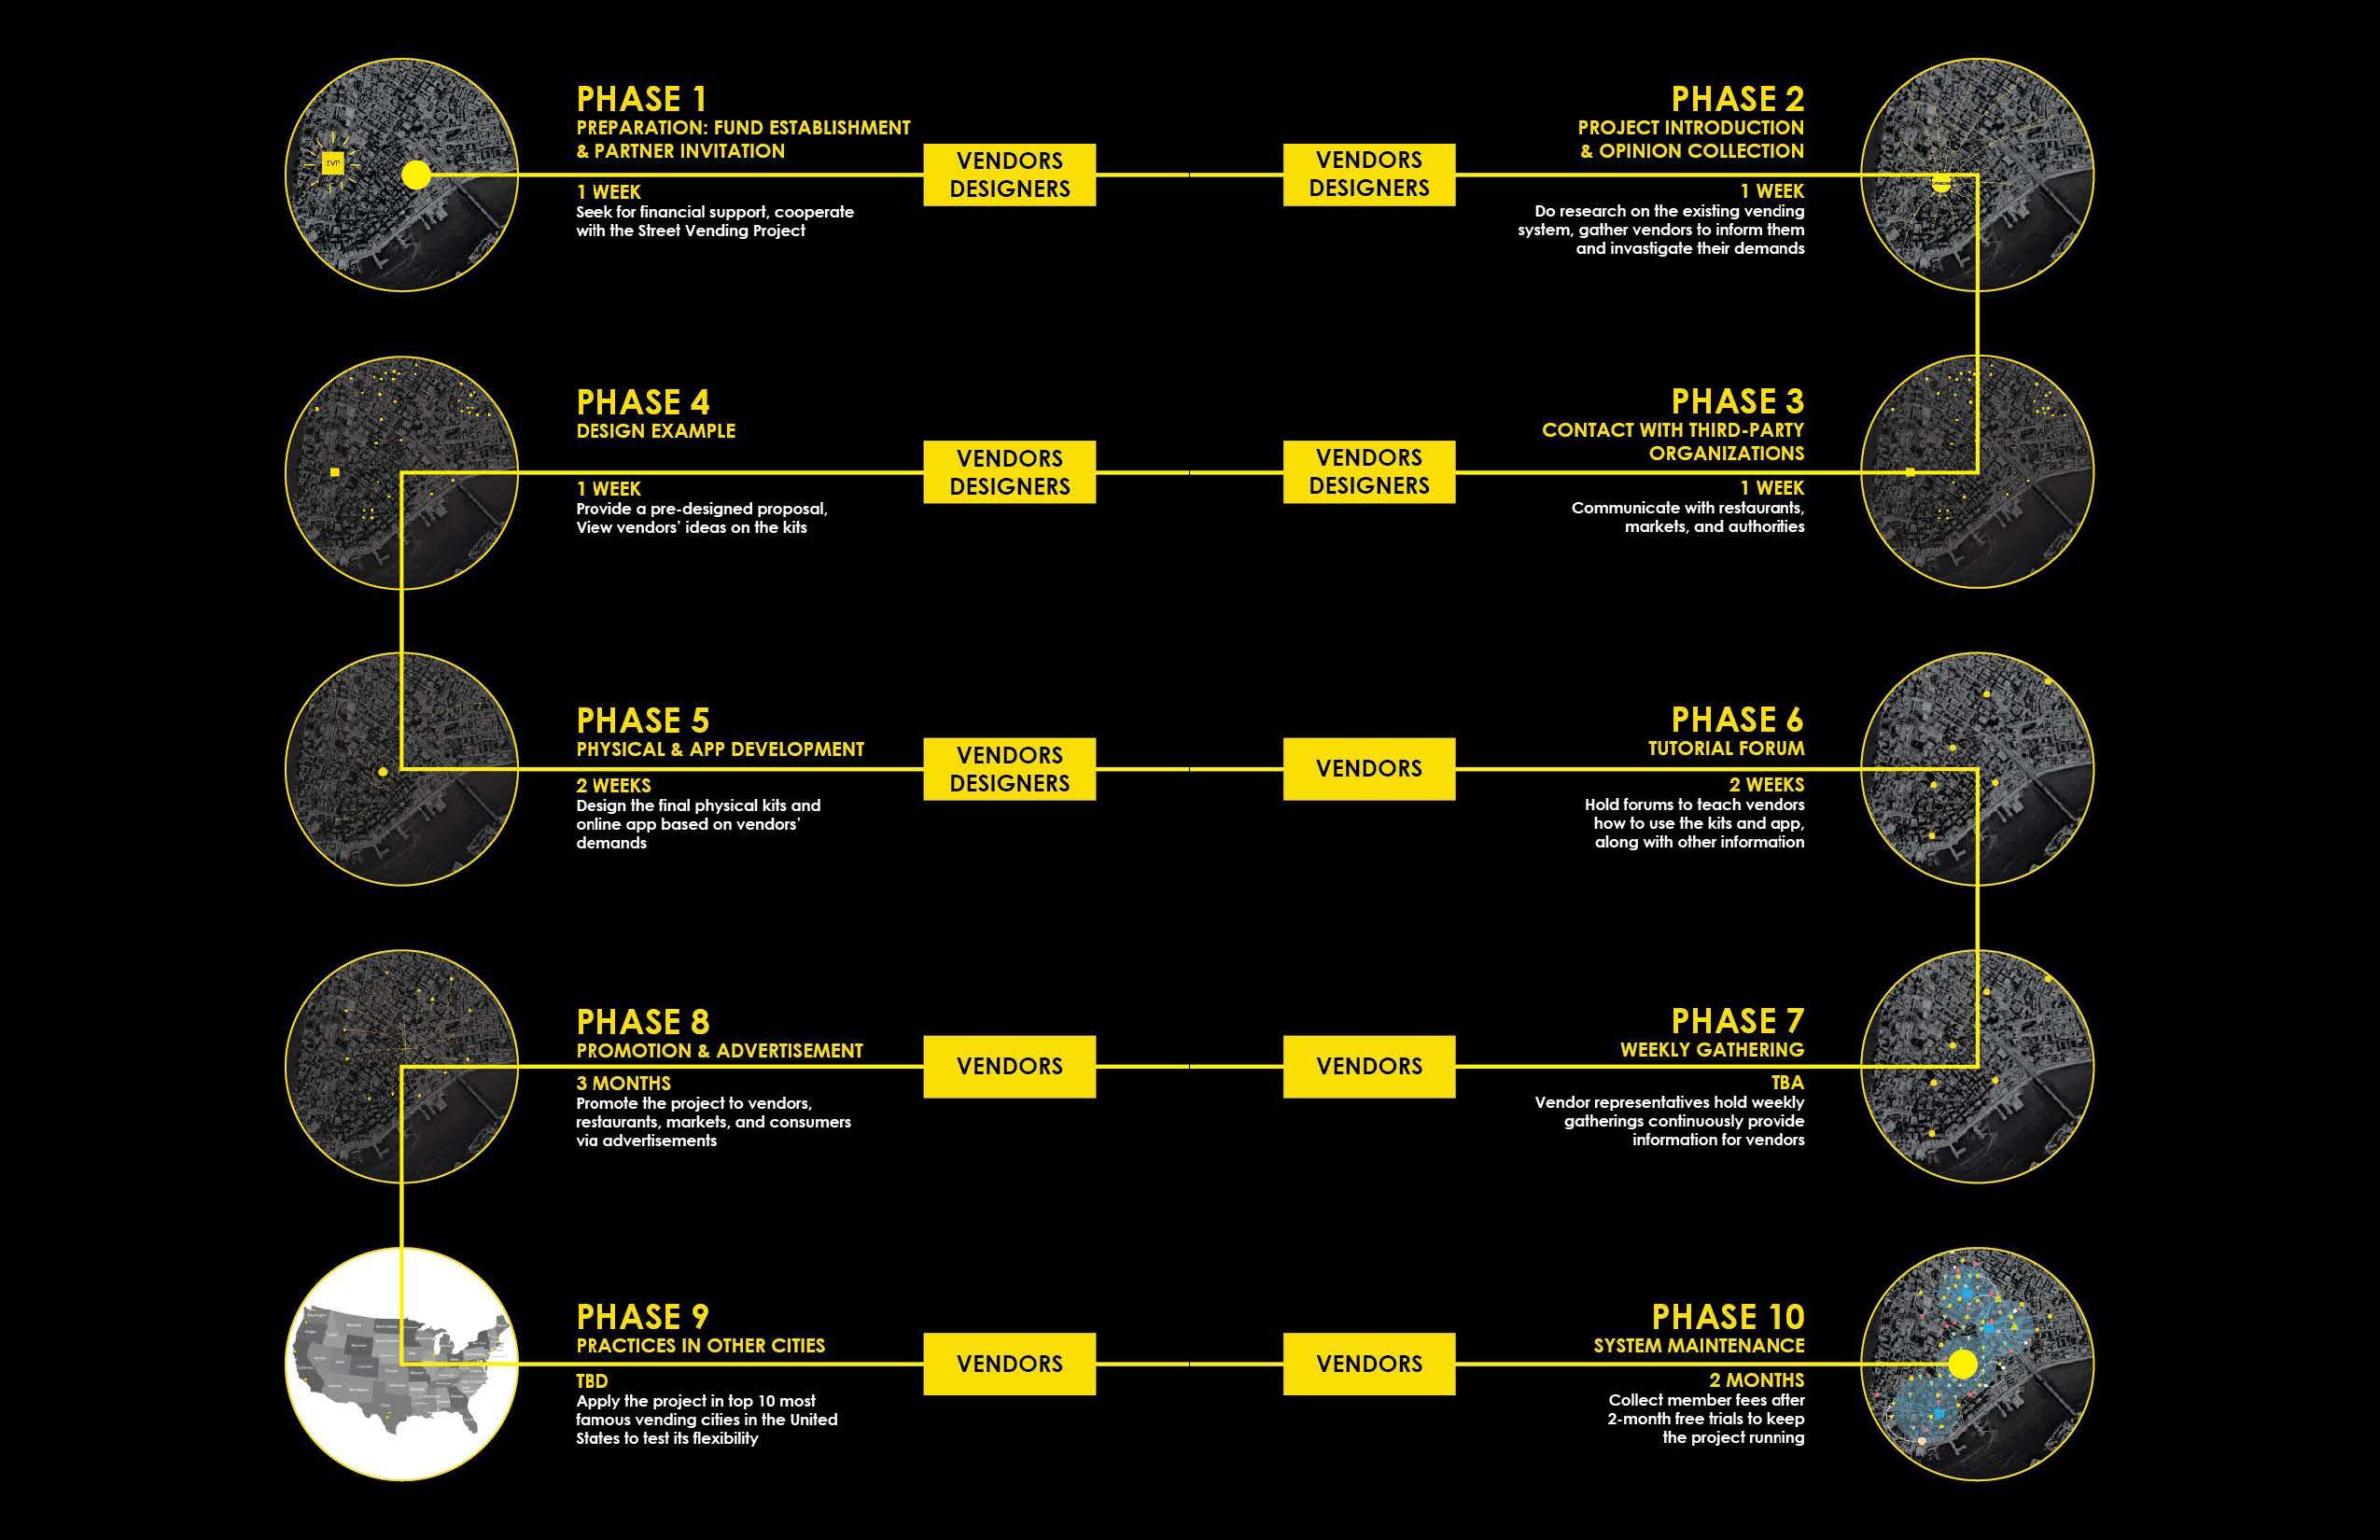 PHASE 1
PREPARATION: FUND ESTABLISHMENT
& PARTNER INVITATION
1 WEEK
Seek for financial support, cooperate
with the Street Vending Project
VENDORS
DESIGNERS
VENDORS
DESIGNERS
PHASE 2
PROJECT INTRODUCTION
& OPINION COLLECTION
1 WEEK
Do research on the existing vending
system, gather vendors to inform them
and invastigate their demands
PHASE 3
CONTACT WITH THIRD-PARTY
ORGANIZATIONS
1 WEEK
Communicate with restaurants,
markets, and authorities
VENDORS
DESIGNERS
VENDORS
DESIGNERS
PHASE 4
DESIGN EXAMPLE
1 WEEK
Provide a pre-designed proposal,
View vendors' ideas on the kits
PHASE 5
PHYSICAL & APP DEVELOPMENT
2 WEEKS
Design the final physical kits and
online app based on vendors'
demands
VENDORS
DESIGNERS
VENDORS
PHASE 6
TUTORIAL FORUM
2 WEEKS
Hold forums to teach vendors
how to use the kits and app,
along with other information
PHASE 7
WEEKLY GATHERING
TBA
Vendor representatives hold weekly
gatherings continuously provide
information for vendors
VENDORS
VENDORS
PHASE 8
PROMOTION & ADVERTISEMENT
3 MONTHS
Promote the project to vendors,
restaurants, markets, and consumers
via advertisements
PHASE 9
PRACTICES IN OTHER CITIES
TBD
Apply the project in top 10 most
famous vending cities in the United
States to test its flexibility
VENDORS
VENDORS
PHASE 10
SYSTEM MAINTENANCE
2 MONTHS
Collect member fees after
2-month free trials to keep
the project running